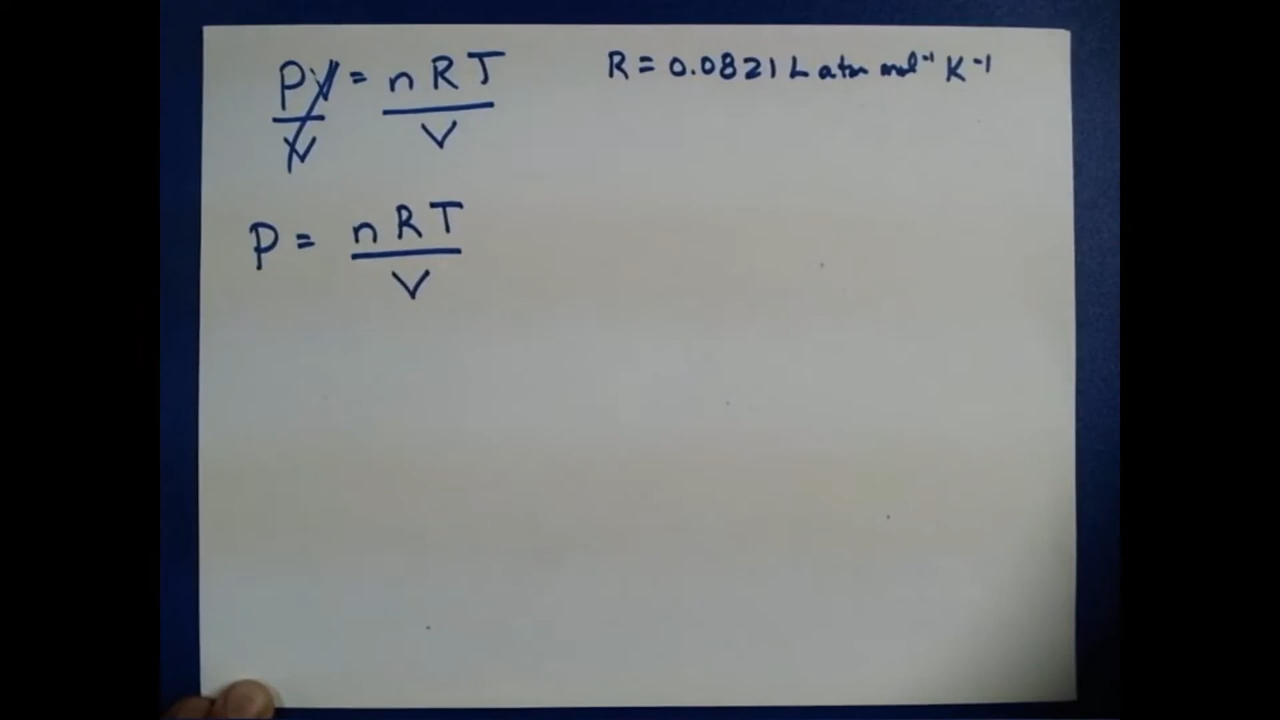 PV = nRT R = 0.0821 L atm mol⁻¹ K⁻¹
V V
P = nRT
V